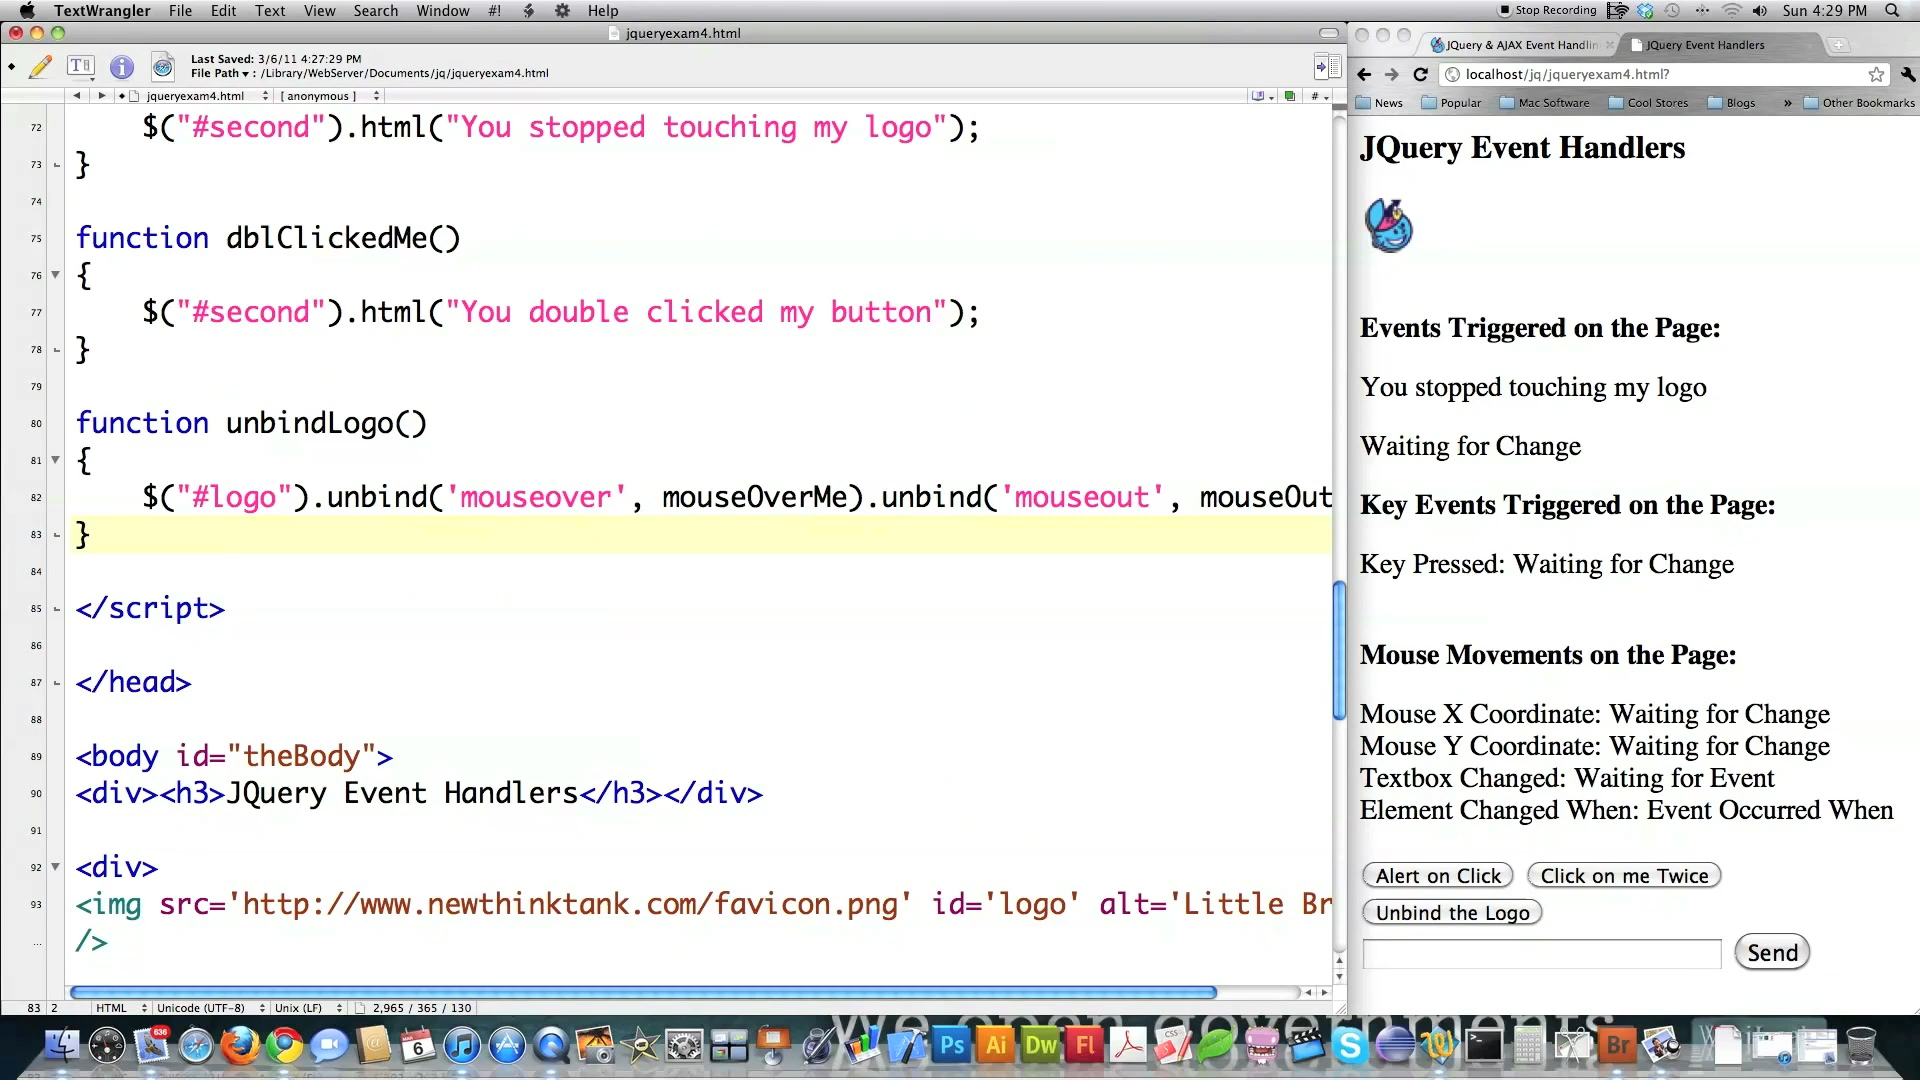 TextWrangler File Edit Text View Search Window #! Help
Stop Recording Sun 4:29 PM
jqueryexam4.html
Last Saved: 3/6/11 4:27:29 PM
File Path ▾ : /Library/WebServer/Documents/jq/jqueryexam4.html
jqueryexam4.html [ anonymous ]
72 $("#second").html("You stopped touching my logo");
73 }
74
75 function dblClickedMe()
76 {
77 $("#second").html("You double clicked my button");
78 }
79
80 function unbindLogo()
81 {
82 $("#logo").unbind('mouseover', mouseOverMe).unbind('mouseout', mouseOut
83 }
84
85 </script>
86
87 </head>
88
89 <body id="theBody">
90 <div><h3>JQuery Event Handlers</h3></div>
91
92 <div>
93 <img src='http://www.newthinktank.com/favicon.png' id='logo' alt='Little Br
... />
83 2 HTML Unicode (UTF-8) Unix (LF) 2,965 / 365 / 130
JQuery & AJAX Event Handlin JQuery Event Handlers
localhost/jq/jqueryexam4.html?
News Popular Mac Software Cool Stores Blogs » Other Bookmarks
JQuery Event Handlers
Events Triggered on the Page:
You stopped touching my logo
Waiting for Change
Key Events Triggered on the Page:
Key Pressed: Waiting for Change
Mouse Movements on the Page:
Mouse X Coordinate: Waiting for Change
Mouse Y Coordinate: Waiting for Change
Textbox Changed: Waiting for Event
Element Changed When: Event Occurred When
Alert on Click Click on me Twice
Unbind the Logo
Send
We open governments
636 6 Ps Ai Dw Fl Br